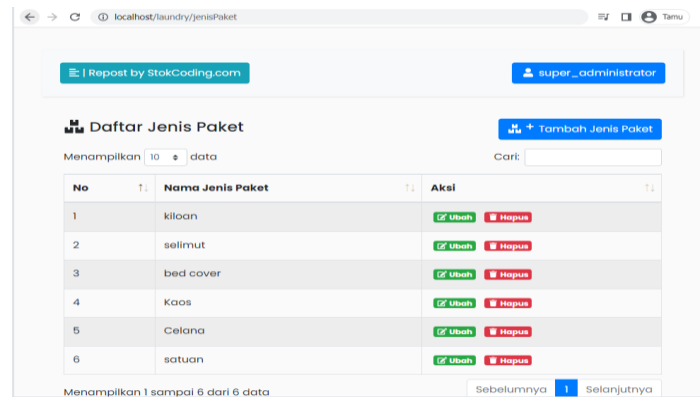 localhost/laundry/jenisPaket
Tamu
| Repost by StokCoding.com
super_administrator
Daftar Jenis Paket
+ Tambah Jenis Paket
Menampilkan 10 data
Cari:
No Nama Jenis Paket Aksi
1 kiloan Ubah Hapus
2 selimut Ubah Hapus
3 bed cover Ubah Hapus
4 Kaos Ubah Hapus
5 Celana Ubah Hapus
6 satuan Ubah Hapus
Menampilkan 1 sampai 6 dari 6 data
Sebelumnya 1 Selanjutnya